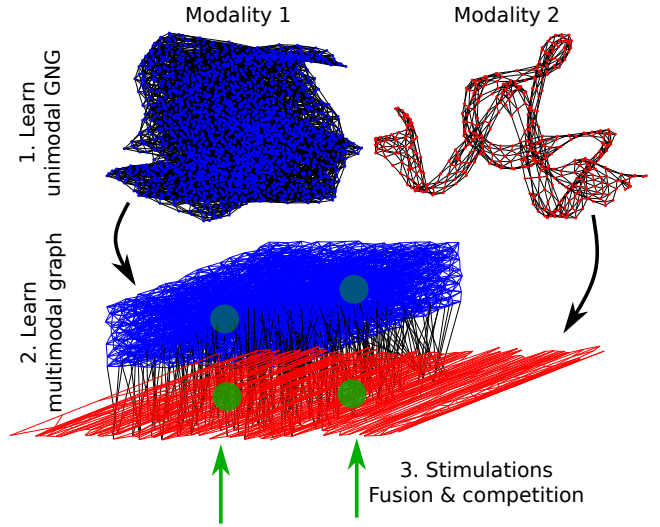 Modality 1
Modality 2
1. Learn
unimodal GNG
2. Learn
multimodal graph
3. Stimulations
Fusion & competition